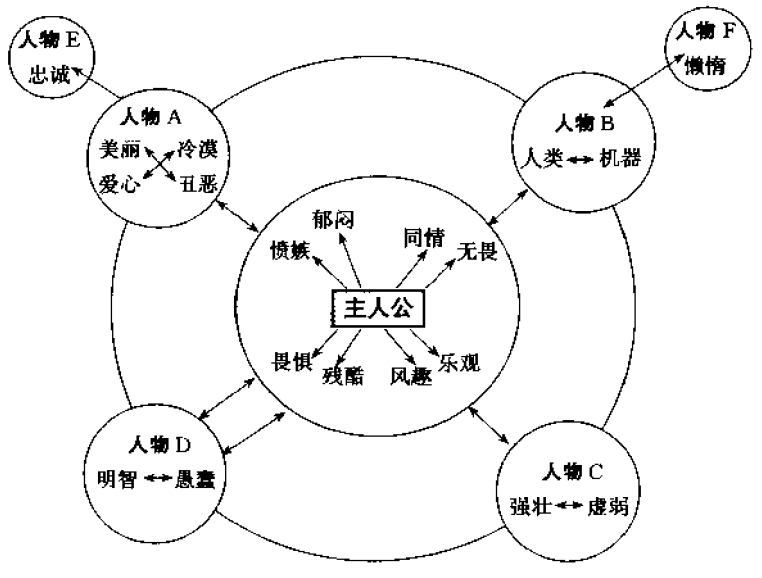 人物 E
忠诚
人物 F
懒惰
人物 A
美丽 冷漠
爱心 丑恶
人物 B
人类 机器
郁闷
同情
愤嫉
无畏
主人公
畏惧
残酷
风趣
乐观
人物 D
明智 愚蠢
人物 C
强壮 虚弱